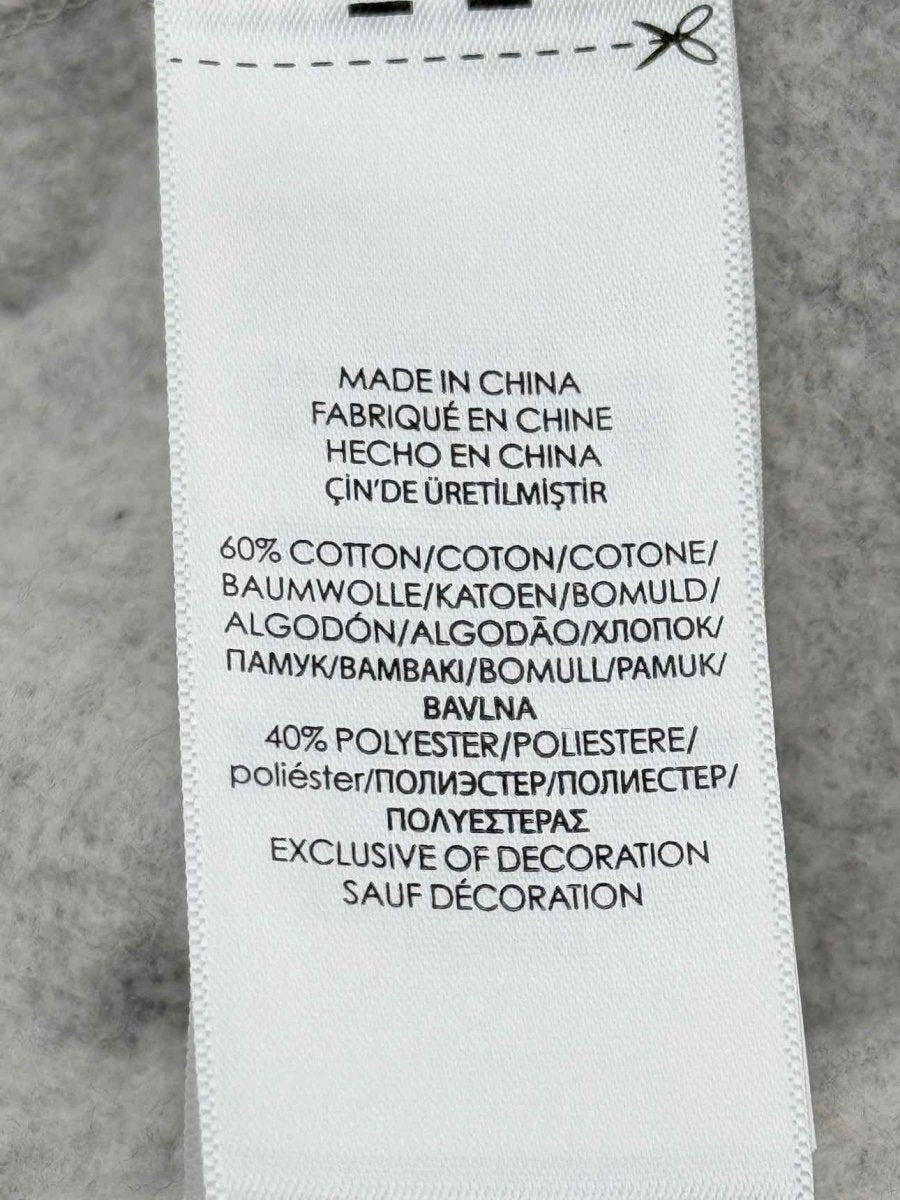 MADE IN CHINA
FABRIQUÉ EN CHINE
HECHO EN CHINA
ÇİN'DE ÜRETİLMİŞTİR
60% COTTON/COTON/COTONE/
BAUMWOLLE/KATOEN/BOMULD/
ALGODÓN/ALGODÃO/ХЛОПОК/
ПАМУК/ΒΑΜΒΑΚΙ/BOMULL/PAMUK/
BAVLNA
40% POLYESTER/POLIESTERE/
poliéster/ПОЛИЭСТЕР/ПОЛИЕСТЕР/
ΠΟΛΥΕΣΤΕΡΑΣ
EXCLUSIVE OF DECORATION
SAUF DÉCORATION